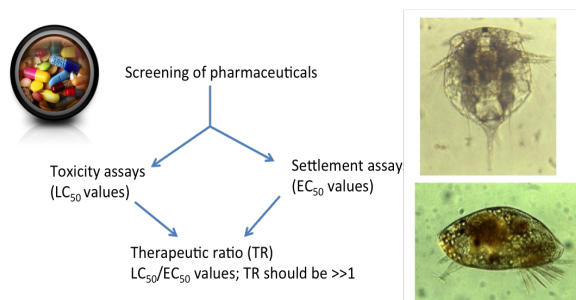 Screening of pharmaceuticals
Toxicity assays
(LC50 values)
Settlement assay
(EC50 values)
Therapeutic ratio (TR)
LC50/EC50 values; TR should be >>1